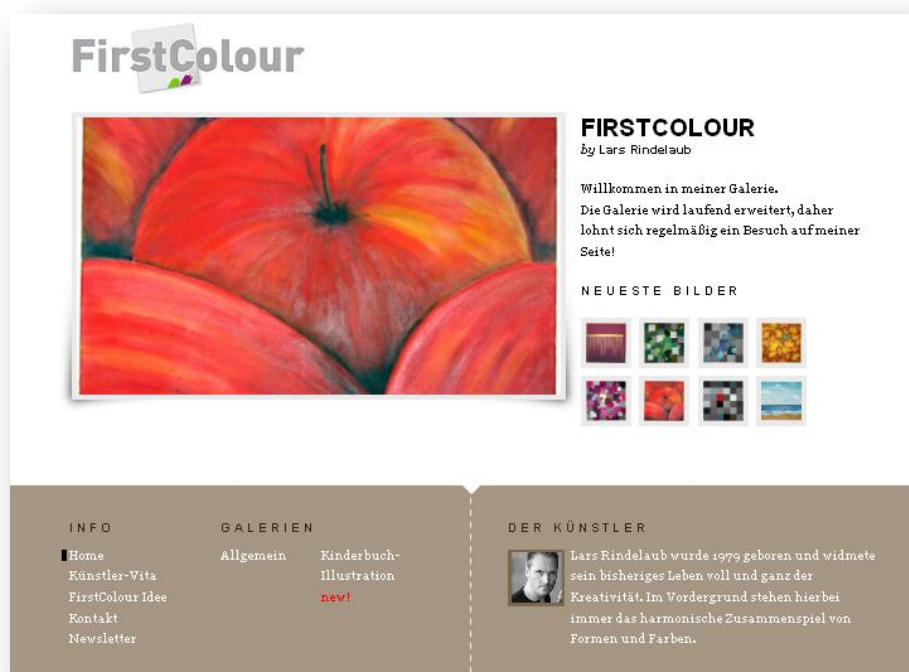 FirstColour
FIRSTCOLOUR
by Lars Rindelaub
Willkommen in meiner Galerie.
Die Galerie wird laufend erweitert, daher
lohnt sich regelmäßig ein Besuch auf meiner
Seite!
NEUESTE BILDER
INFO
Home
Künstler-Vita
FirstColour Idee
Kontakt
Newsletter
GALERIEN
Allgemein
Kinderbuch-
Illustration
new!
DER KÜNSTLER
Lars Rindelaub wurde 1979 geboren und widmete
sein bisheriges Leben voll und ganz der
Kreativität. Im Vordergrund stehen hierbei
immer das harmonische Zusammenspiel von
Formen und Farben.